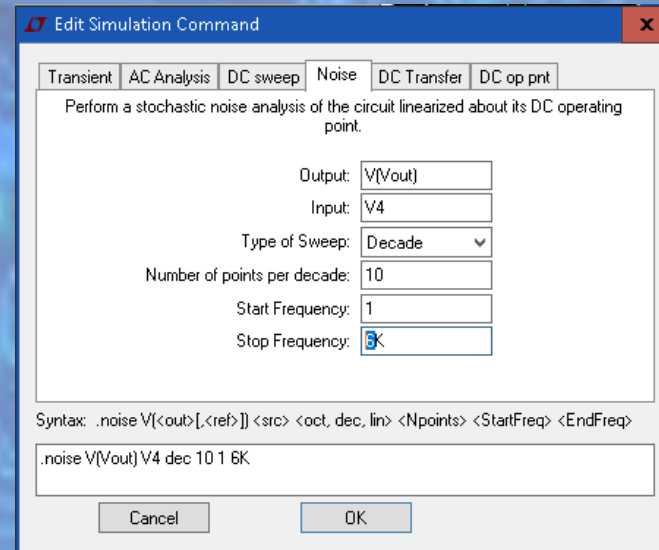 Edit Simulation Command
x
Transient AC Analysis DC sweep Noise DC Transfer DC op pnt
Perform a stochastic noise analysis of the circuit linearized about its DC operating
point.
Output: V(Vout)
Input: V4
Type of Sweep: Decade
Number of points per decade: 10
Start Frequency: 1
Stop Frequency: 6K
Syntax: .noise V(<out>[,<ref>]) <src> <oct, dec, lin> <Npoints> <StartFreq> <EndFreq>
.noise V(Vout) V4 dec 10 1 6K
Cancel OK